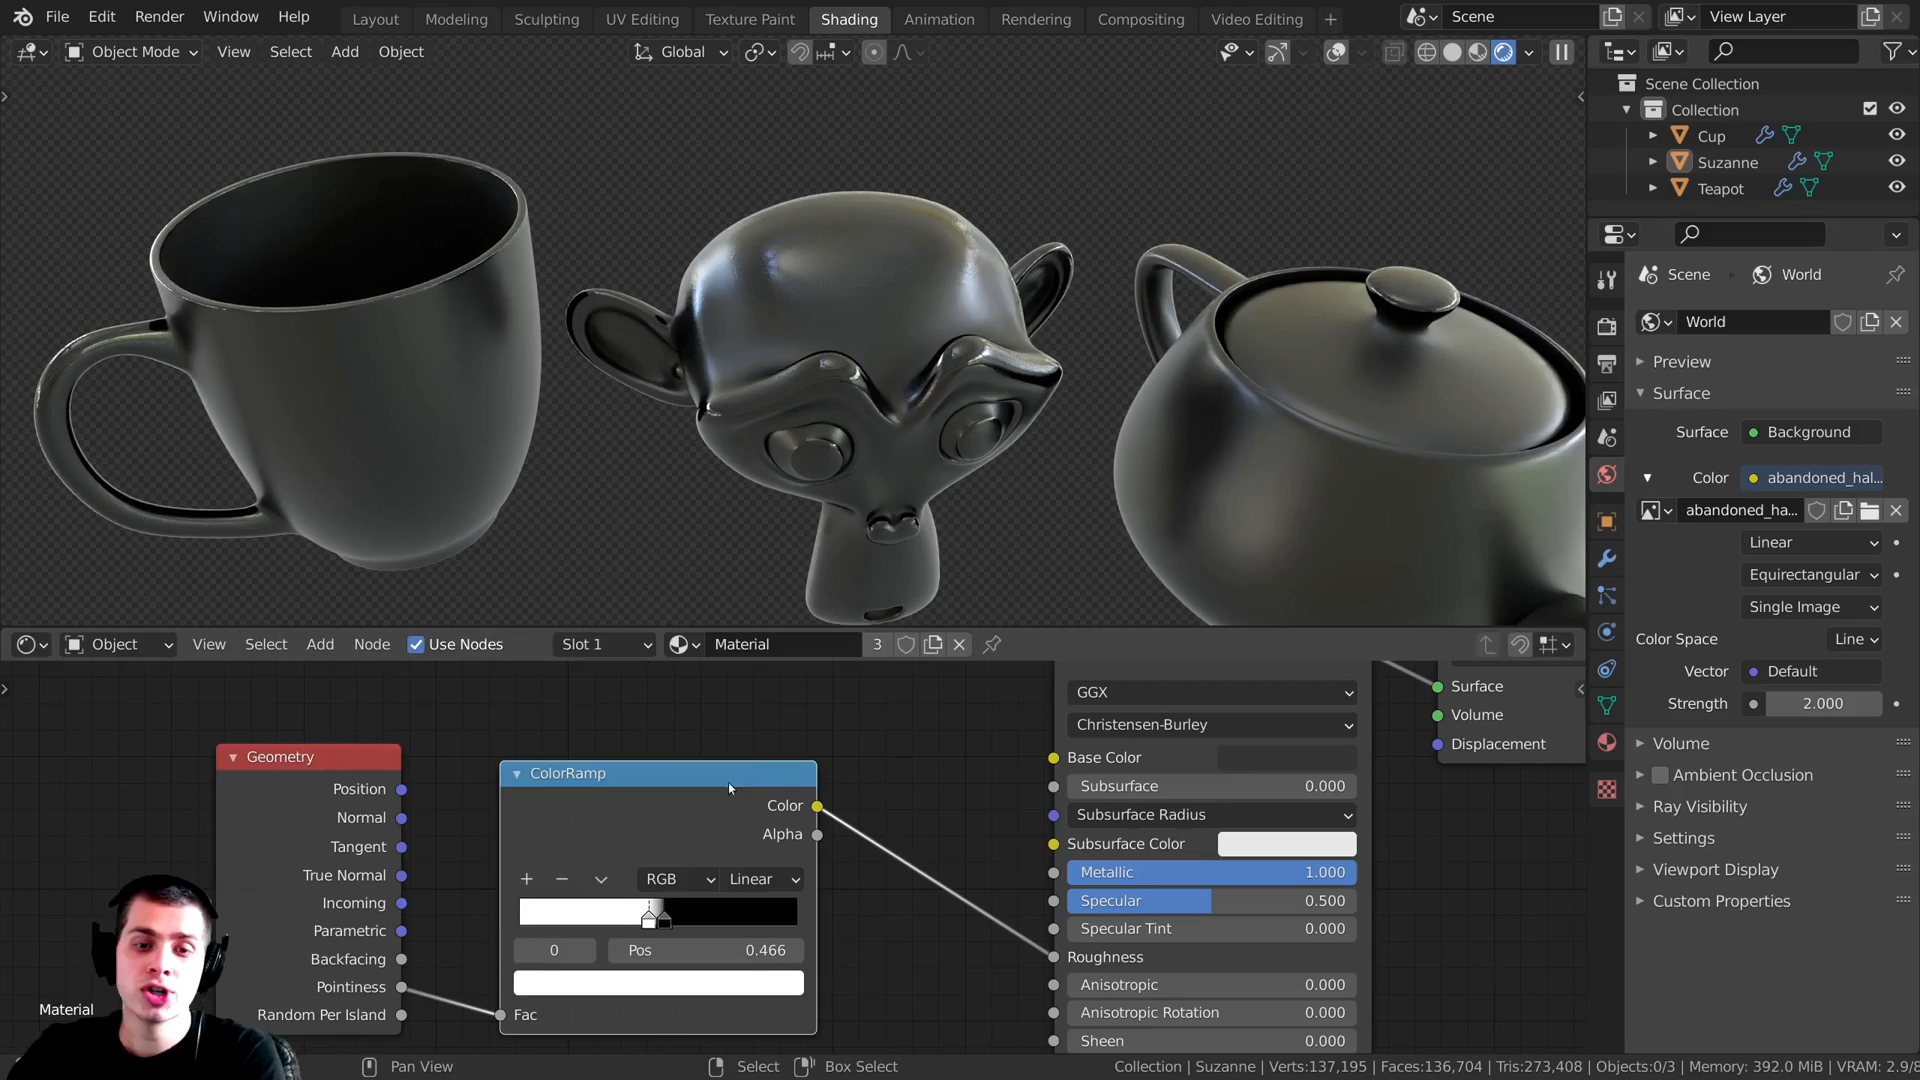 File Edit Render Window Help Layout Modeling Sculpting UV Editing Texture Paint Shading Animation Rendering Compositing Video Editing + Scene View Layer
Object Mode View Select Add Object Global
Scene Collection
Collection
Cup
Suzanne
Teapot
Scene World
World
Preview
Surface
Surface Background
Color abandoned_hal...
abandoned_ha...
Linear
Equirectangular
Single Image
Color Space Line
Vector Default
Strength 2.000
Volume
Ambient Occlusion
Ray Visibility
Settings
Viewport Display
Custom Properties
Object View Select Add Node Use Nodes Slot 1 Material 3
Geometry
Position
Normal
Tangent
True Normal
Incoming
Parametric
Backfacing
Pointiness
Random Per Island
ColorRamp
Color
Alpha
+ − RGB Linear
0 Pos 0.466
Fac
GGX
Christensen-Burley
Base Color
Subsurface 0.000
Subsurface Radius
Subsurface Color
Metallic 1.000
Specular 0.500
Specular Tint 0.000
Roughness
Anisotropic 0.000
Anisotropic Rotation 0.000
Sheen 0.000
Surface
Volume
Displacement
Material
Pan View Select Box Select Collection | Suzanne | Verts:137,195 | Faces:136,704 | Tris:273,408 | Objects:0/3 | Memory: 392.0 MiB | VRAM: 2.9/8